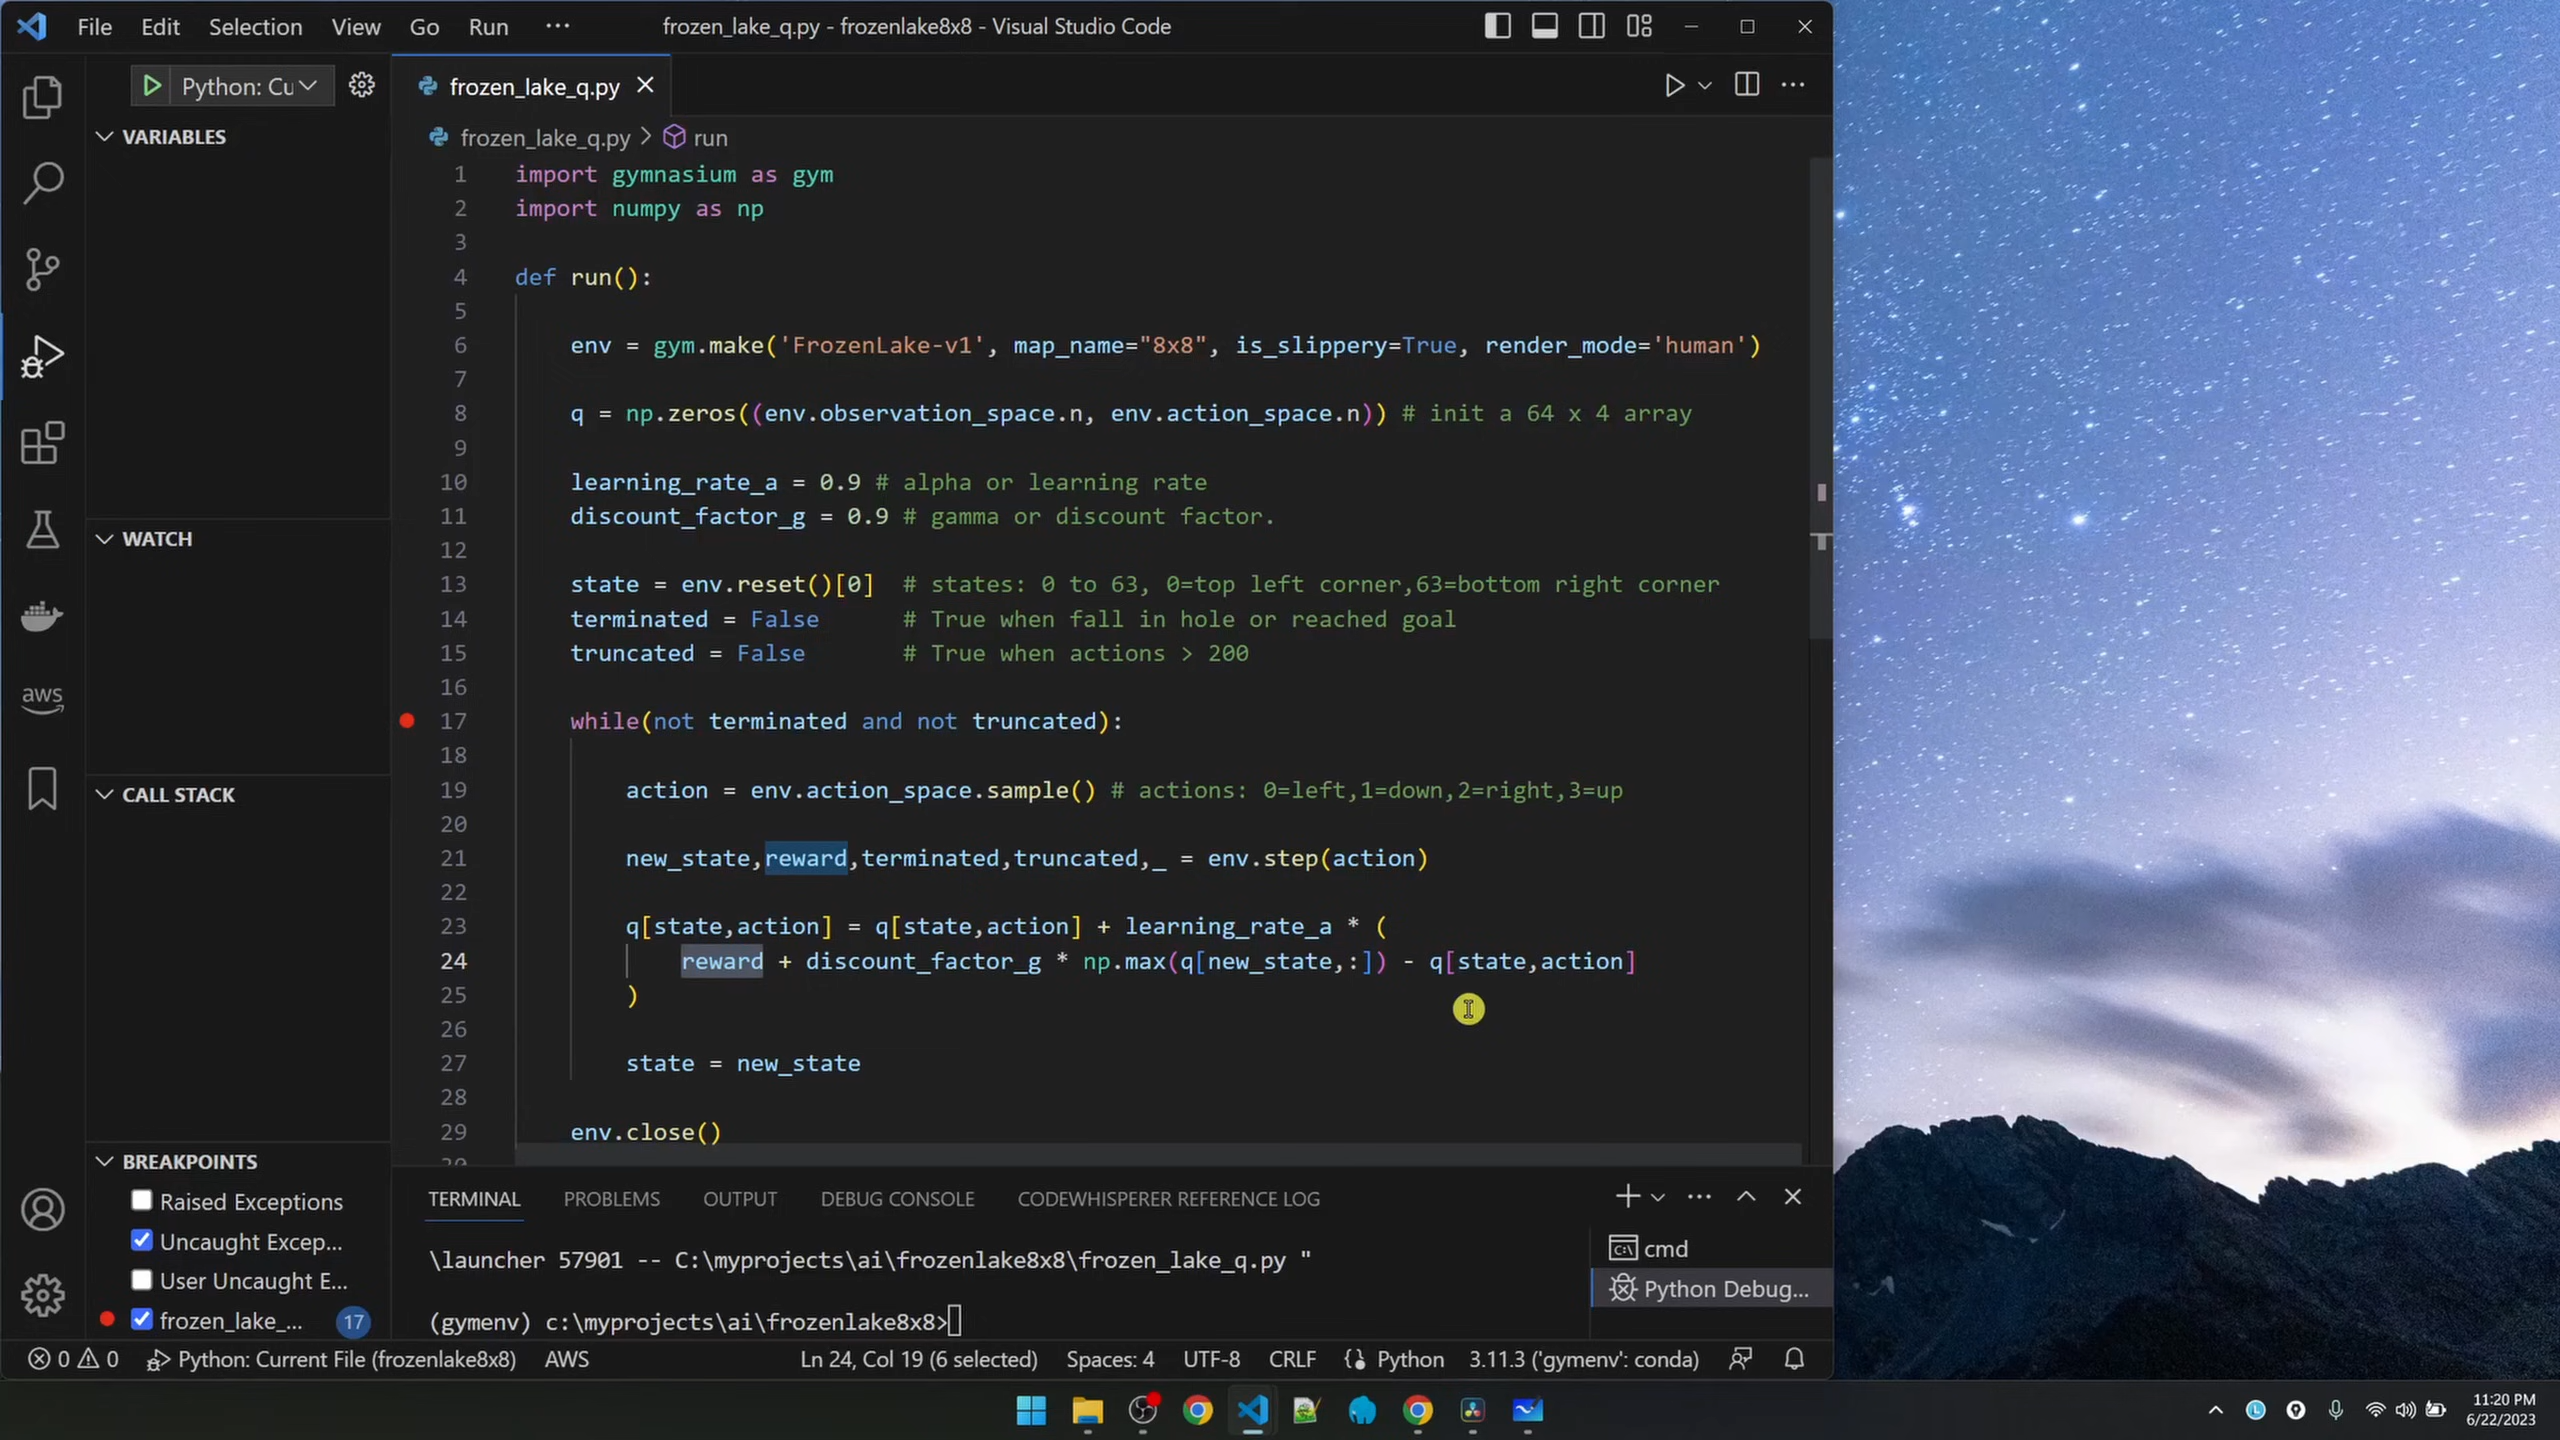 File Edit Selection View Go Run ··· frozen_lake_q.py - frozenlake8x8 - Visual Studio Code
Python: Cu
frozen_lake_q.py
VARIABLES
frozen_lake_q.py > run
1 import gymnasium as gym
2 import numpy as np
3
4 def run():
5
6 env = gym.make('FrozenLake-v1', map_name="8x8", is_slippery=True, render_mode='human')
7
8 q = np.zeros((env.observation_space.n, env.action_space.n)) # init a 64 x 4 array
9
10 learning_rate_a = 0.9 # alpha or learning rate
11 discount_factor_g = 0.9 # gamma or discount factor.
12
13 state = env.reset()[0] # states: 0 to 63, 0=top left corner,63=bottom right corner
14 terminated = False # True when fall in hole or reached goal
15 truncated = False # True when actions > 200
16
17 while(not terminated and not truncated):
18
19 action = env.action_space.sample() # actions: 0=left,1=down,2=right,3=up
20
21 new_state,reward,terminated,truncated,_ = env.step(action)
22
23 q[state,action] = q[state,action] + learning_rate_a * (
24 reward + discount_factor_g * np.max(q[new_state,:]) - q[state,action]
25 )
26
27 state = new_state
28
29 env.close()
WATCH
CALL STACK
aws
BREAKPOINTS
Raised Exceptions
Uncaught Excep...
User Uncaught E...
frozen_lake_... 17
TERMINAL PROBLEMS OUTPUT DEBUG CONSOLE CODEWHISPERER REFERENCE LOG
\launcher 57901 -- C:\myprojects\ai\frozenlake8x8\frozen_lake_q.py "
(gymenv) c:\myprojects\ai\frozenlake8x8>
cmd
Python Debug...
0 0 Python: Current File (frozenlake8x8) AWS Ln 24, Col 19 (6 selected) Spaces: 4 UTF-8 CRLF Python 3.11.3 ('gymenv': conda)
11:20 PM
6/22/2023